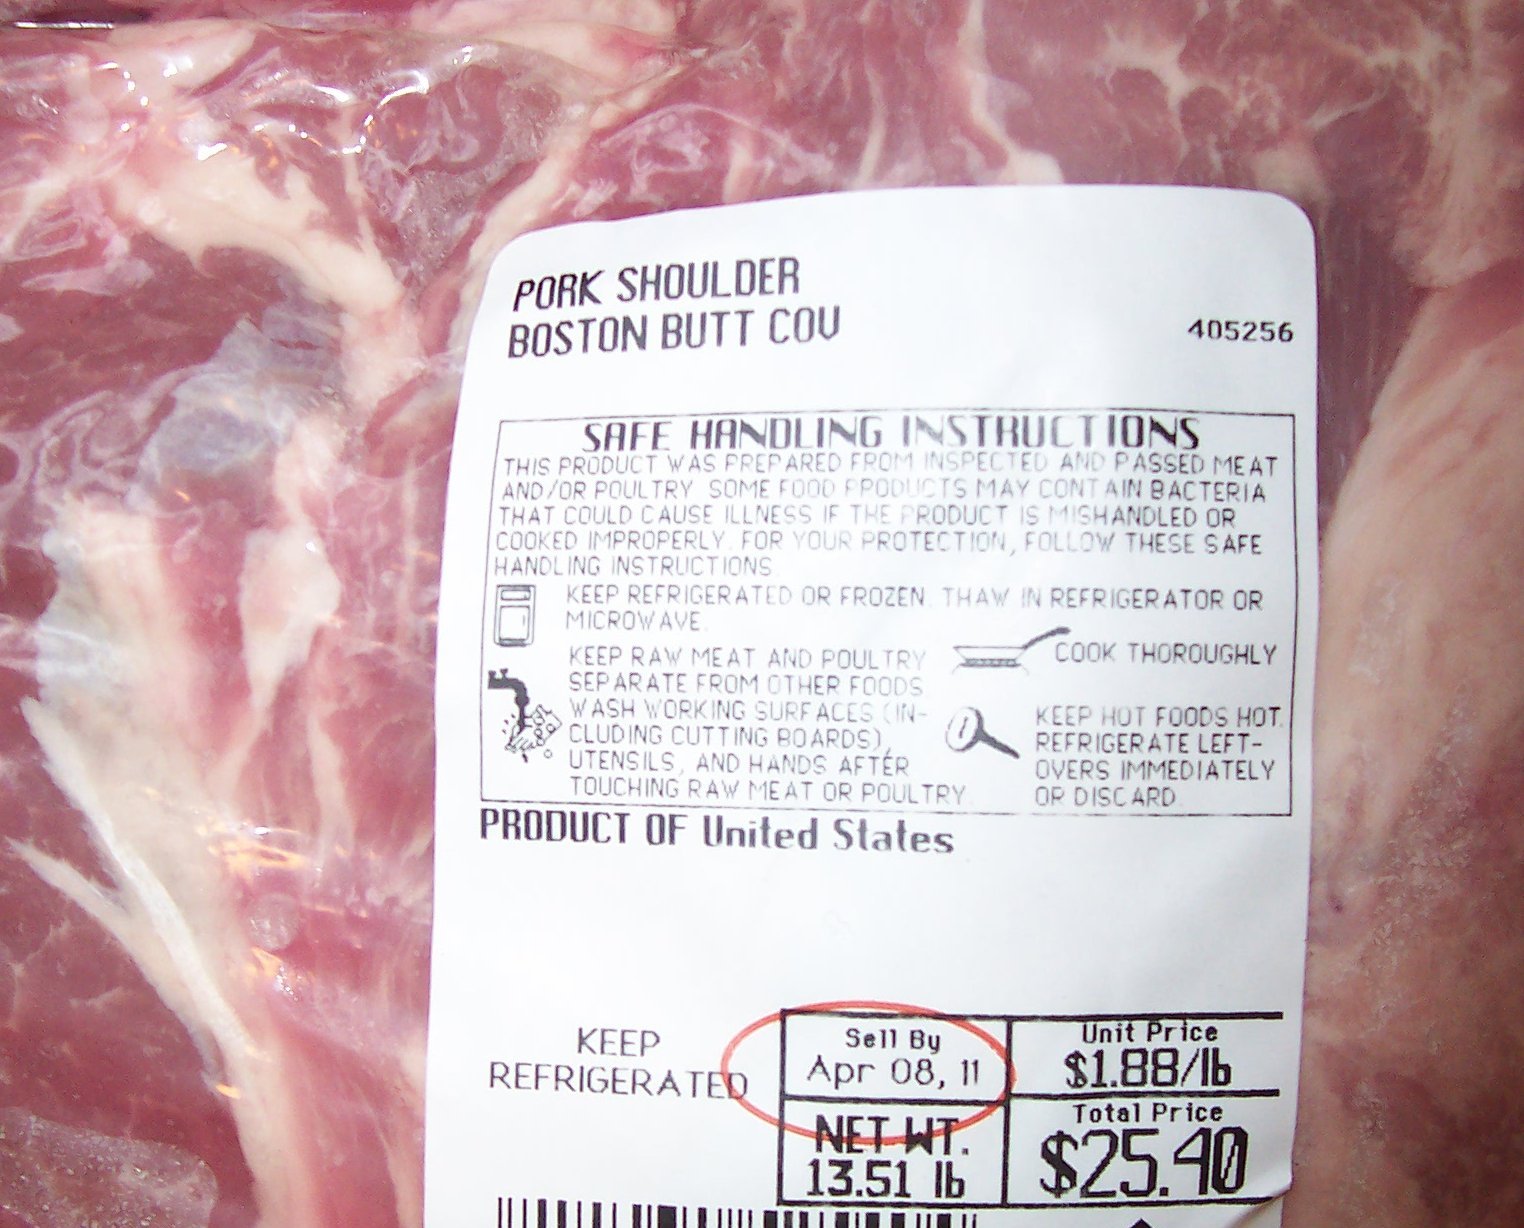 PORK SHOULDER
BOSTON BUTT COV
405256
SAFE HANDLING INSTRUCTIONS
THIS PRODUCT WAS PREPARED FROM INSPECTED AND PASSED MEAT
AND/OR POULTRY. SOME FOOD PRODUCTS MAY CONTAIN BACTERIA
THAT COULD CAUSE ILLNESS IF THE PRODUCT IS MISHANDLED OR
COOKED IMPROPERLY. FOR YOUR PROTECTION, FOLLOW THESE SAFE
HANDLING INSTRUCTIONS.
KEEP REFRIGERATED OR FROZEN. THAW IN REFRIGERATOR OR
MICROWAVE.
KEEP RAW MEAT AND POULTRY
SEPARATE FROM OTHER FOODS.
WASH WORKING SURFACES (IN-
CLUDING CUTTING BOARDS),
UTENSILS, AND HANDS AFTER
TOUCHING RAW MEAT OR POULTRY.
COOK THOROUGHLY
KEEP HOT FOODS HOT.
REFRIGERATE LEFT-
OVERS IMMEDIATELY
OR DISCARD.
PRODUCT OF United States
KEEP
REFRIGERATED
Sell By
Apr 08, 11
Unit Price
$1.88/lb
NET WT.
13.51 lb
Total Price
$25.40